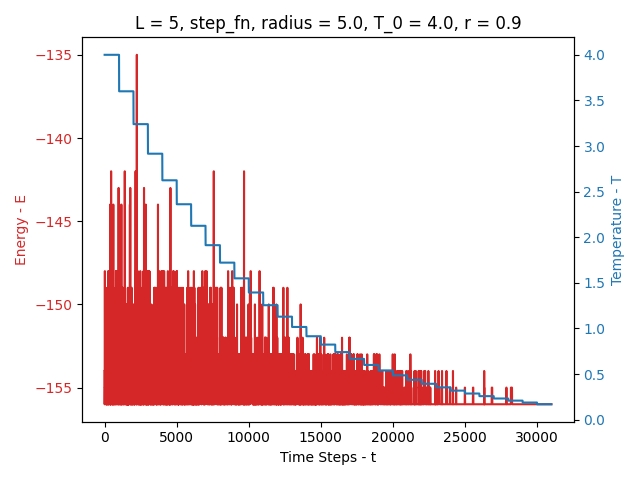 L = 5, step_fn, radius = 5.0, T_0 = 4.0, r = 0.9
−135
−140
−145
−150
−155
Energy - E
4.0
3.5
3.0
2.5
2.0
1.5
1.0
0.5
0.0
Temperature - T
0 5000 10000 15000 20000 25000 30000
Time Steps - t